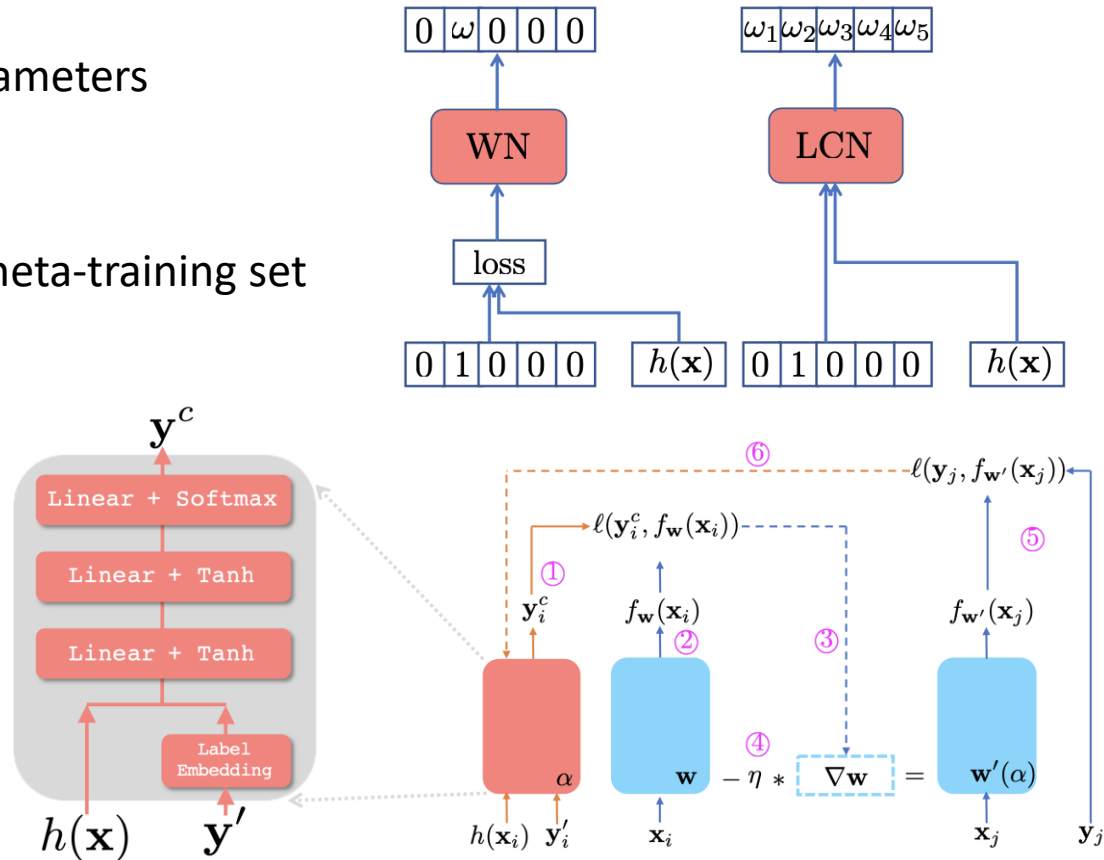 0 ω 0 0 0
ω₁ ω₂ ω₃ ω₄ ω₅
ameters
WN
LCN
neta-training set
loss
0 1 0 0 0
h(x)
0 1 0 0 0
h(x)
y^c
Linear + Softmax
Linear + Tanh
Linear + Tanh
Label
Embedding
h(x)
y′
⑥
ℓ(y_j, f_w′(x_j))
ℓ(y_i^c, f_w(x_i))
①
⑤
y_i^c
f_w(x_i)
f_w′(x_j)
②
③
④
α
w
− η *
∇w
=
w′(α)
h(x_i)
y_i′
x_i
x_j
y_j